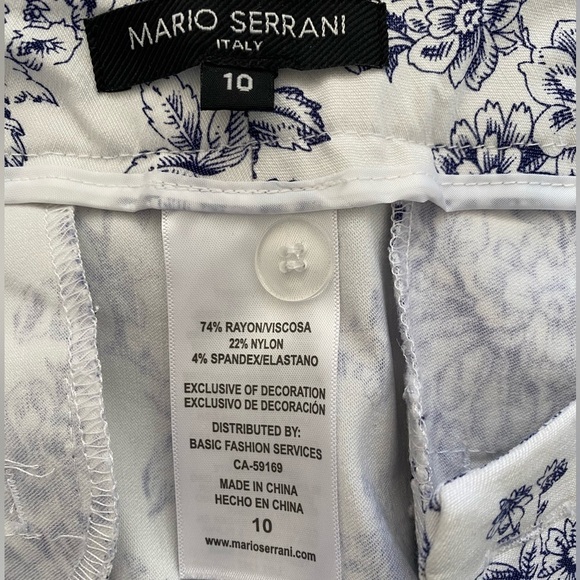 MARIO SERRANI
ITALY
10
74% RAYON/VISCOSA
22% NYLON
4% SPANDEX/ELASTANO
EXCLUSIVE OF DECORATION
EXCLUSIVO DE DECORACIÓN
DISTRIBUTED BY:
BASIC FASHION SERVICES
CA-59169
MADE IN CHINA
HECHO EN CHINA
10
www.marioserrani.com